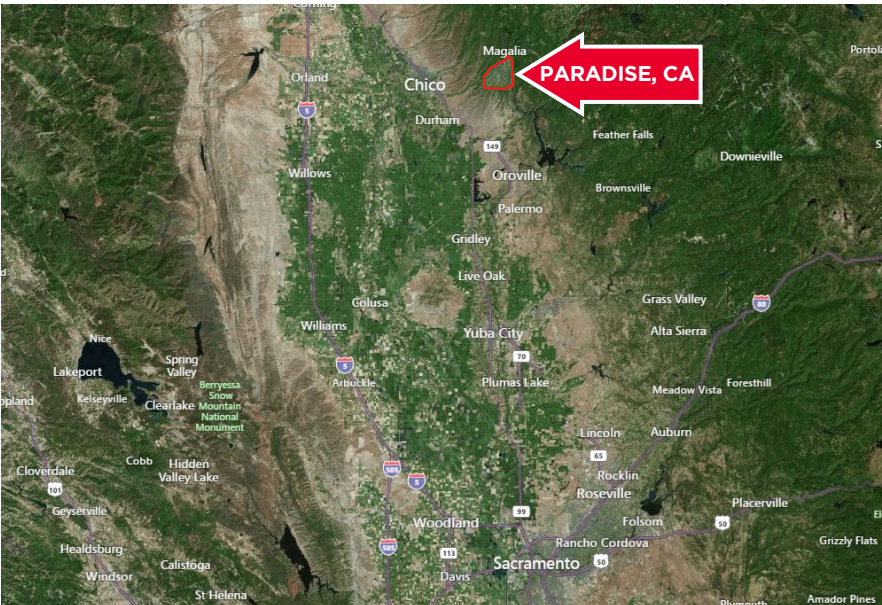 Corning
Magalia
Portola
PARADISE, CA
Orland
Chico
5
Durham
Feather Falls
149
Downieville
Willows
Oroville
Brownsville
Palermo
Gridley
Live Oak
Colusa
Grass Valley
80
Williams
Yuba City
Alta Sierra
Nice
70
Spring
Valley
5
Lakeport
Arbuckle
Plumas Lake
Foresthill
Berryessa
Snow
Mountain
National
Monument
Meadow Vista
Kelseyville
Clearlake
opland
Lincoln
Auburn
65
Cobb
Hidden
Valley Lake
505
5
Cloverdale
Rocklin
101
Roseville
Placerville
Geyserville
99
Woodland
Folsom
50
El
Healdsburg
505
113
Rancho Cordova
50
Grizzly Flats
Calistoga
Sacramento
Windsor
Davis
St Helena
Plymouth
Amador Pines